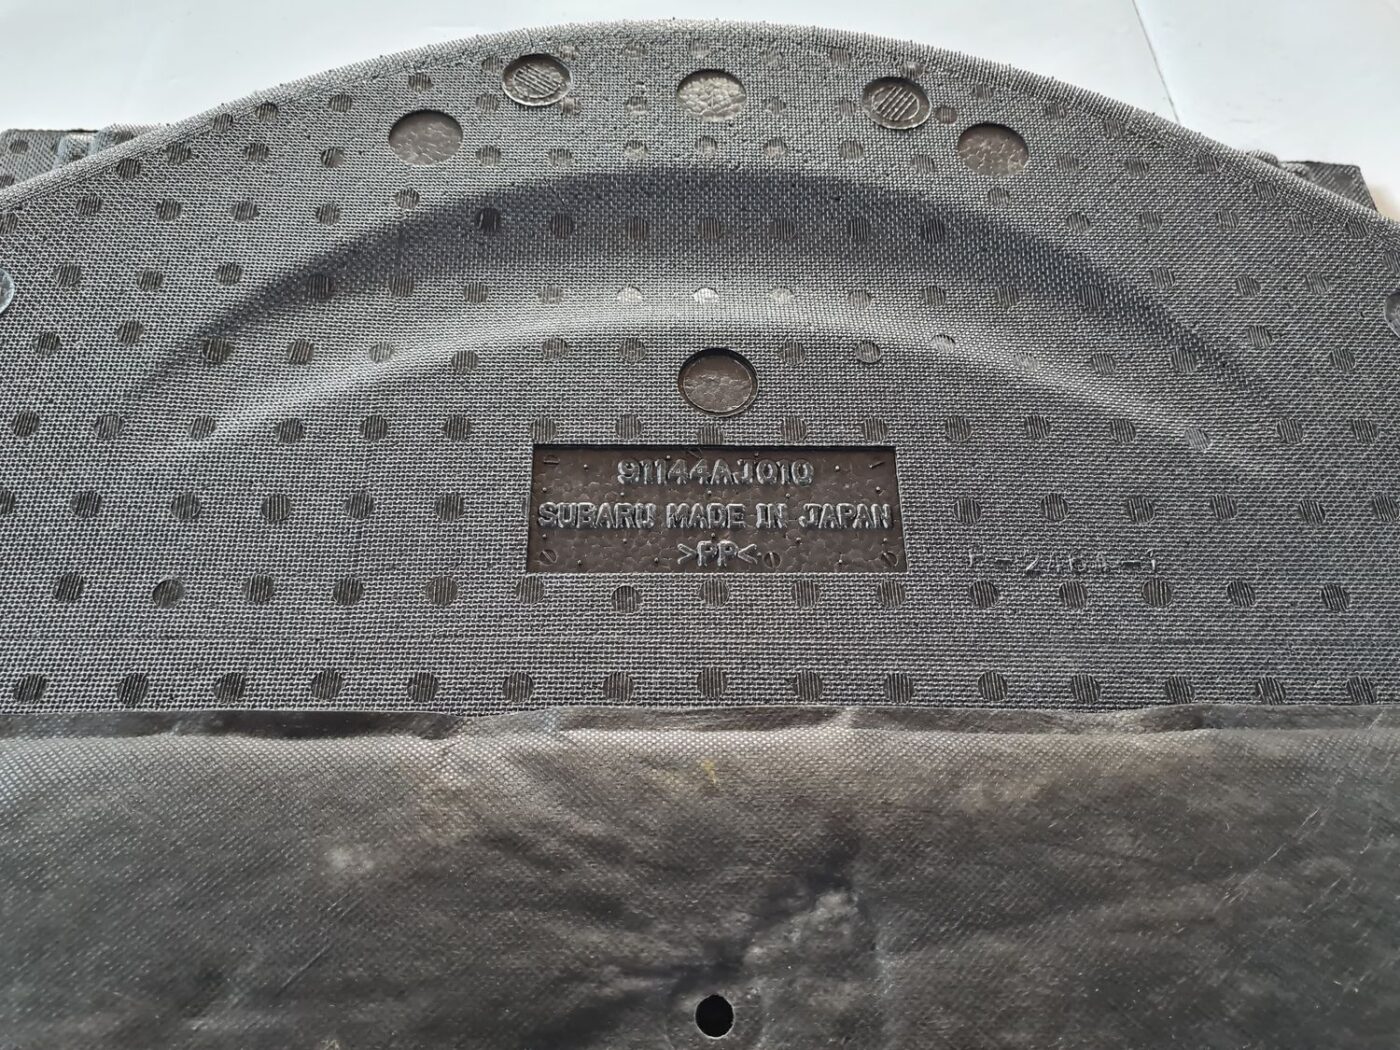 91144AJ010
SUBARU MADE IN JAPAN
>PP<